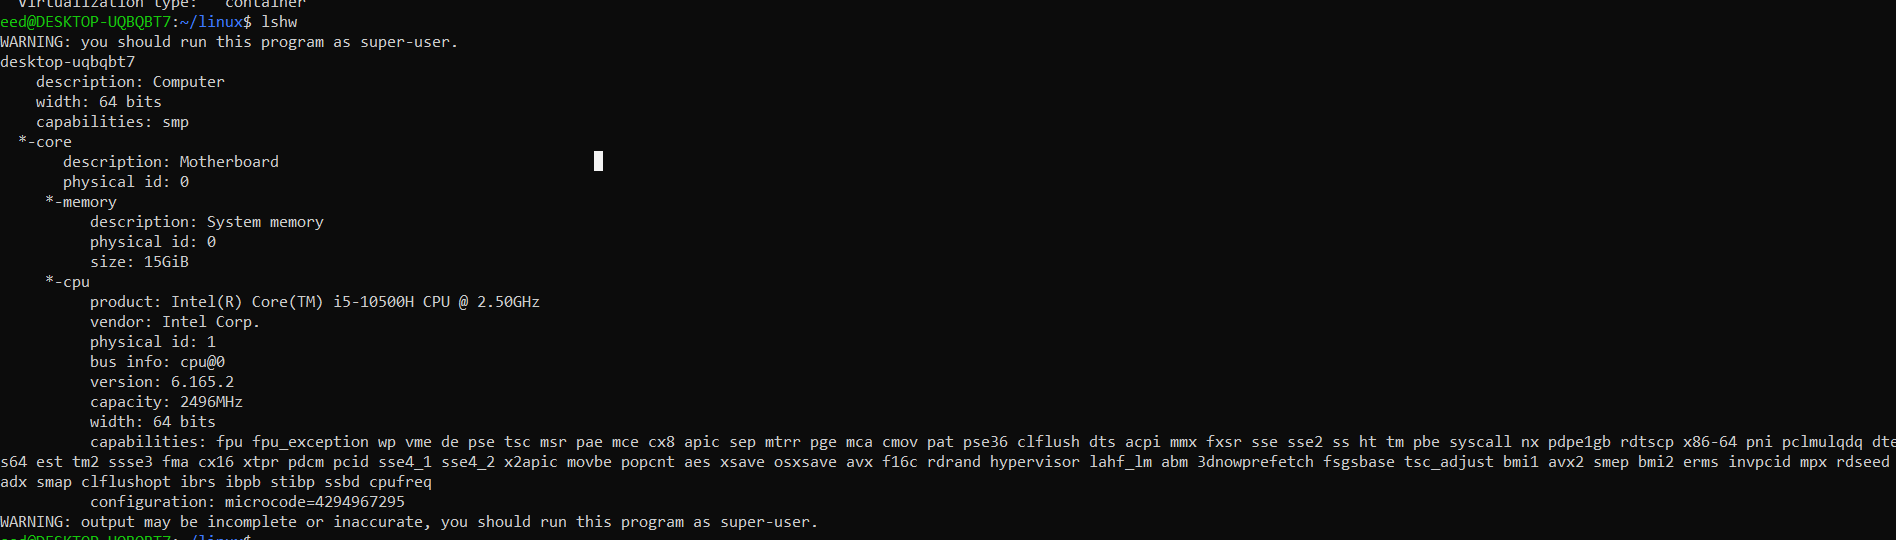 Virtualization type:   container
eed@DESKTOP-UQBQBT7:~/linux$ lshw
WARNING: you should run this program as super-user.
desktop-uqbqbt7
    description: Computer
    width: 64 bits
    capabilities: smp
  *-core
       description: Motherboard
       physical id: 0
     *-memory
          description: System memory
          physical id: 0
          size: 15GiB
     *-cpu
          product: Intel(R) Core(TM) i5-10500H CPU @ 2.50GHz
          vendor: Intel Corp.
          physical id: 1
          bus info: cpu@0
          version: 6.165.2
          capacity: 2496MHz
          width: 64 bits
          capabilities: fpu fpu_exception wp vme de pse tsc msr pae mce cx8 apic sep mtrr pge mca cmov pat pse36 clflush dts acpi mmx fxsr sse sse2 ss ht tm pbe syscall nx pdpe1gb rdtscp x86-64 pni pclmulqdq dte
s64 est tm2 ssse3 fma cx16 xtpr pdcm pcid sse4_1 sse4_2 x2apic movbe popcnt aes xsave osxsave avx f16c rdrand hypervisor lahf_lm abm 3dnowprefetch fsgsbase tsc_adjust bmi1 avx2 smep bmi2 erms invpcid mpx rdseed
adx smap clflushopt ibrs ibpb stibp ssbd cpufreq
          configuration: microcode=4294967295
WARNING: output may be incomplete or inaccurate, you should run this program as super-user.
eed@DESKTOP-UQBQBT7:~/linux$